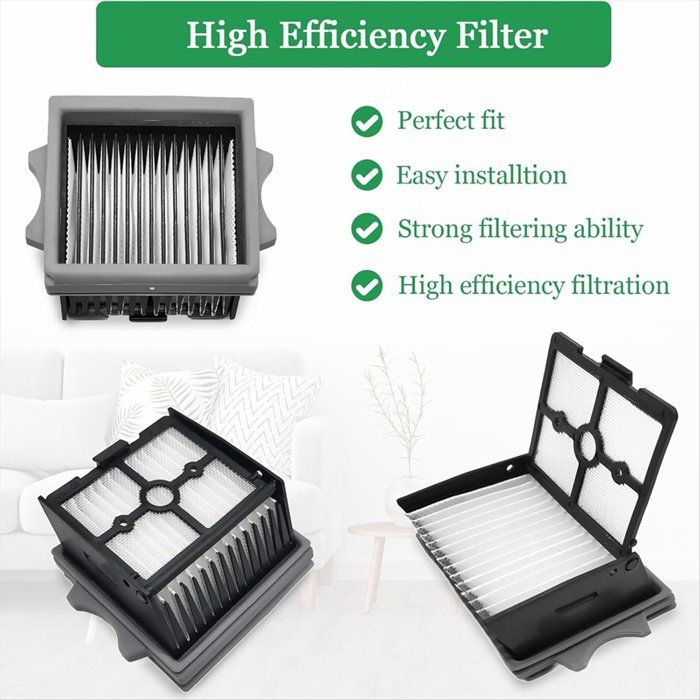 High Efficiency Filter
Perfect fit
Easy installtion
Strong filtering ability
High efficiency filtration